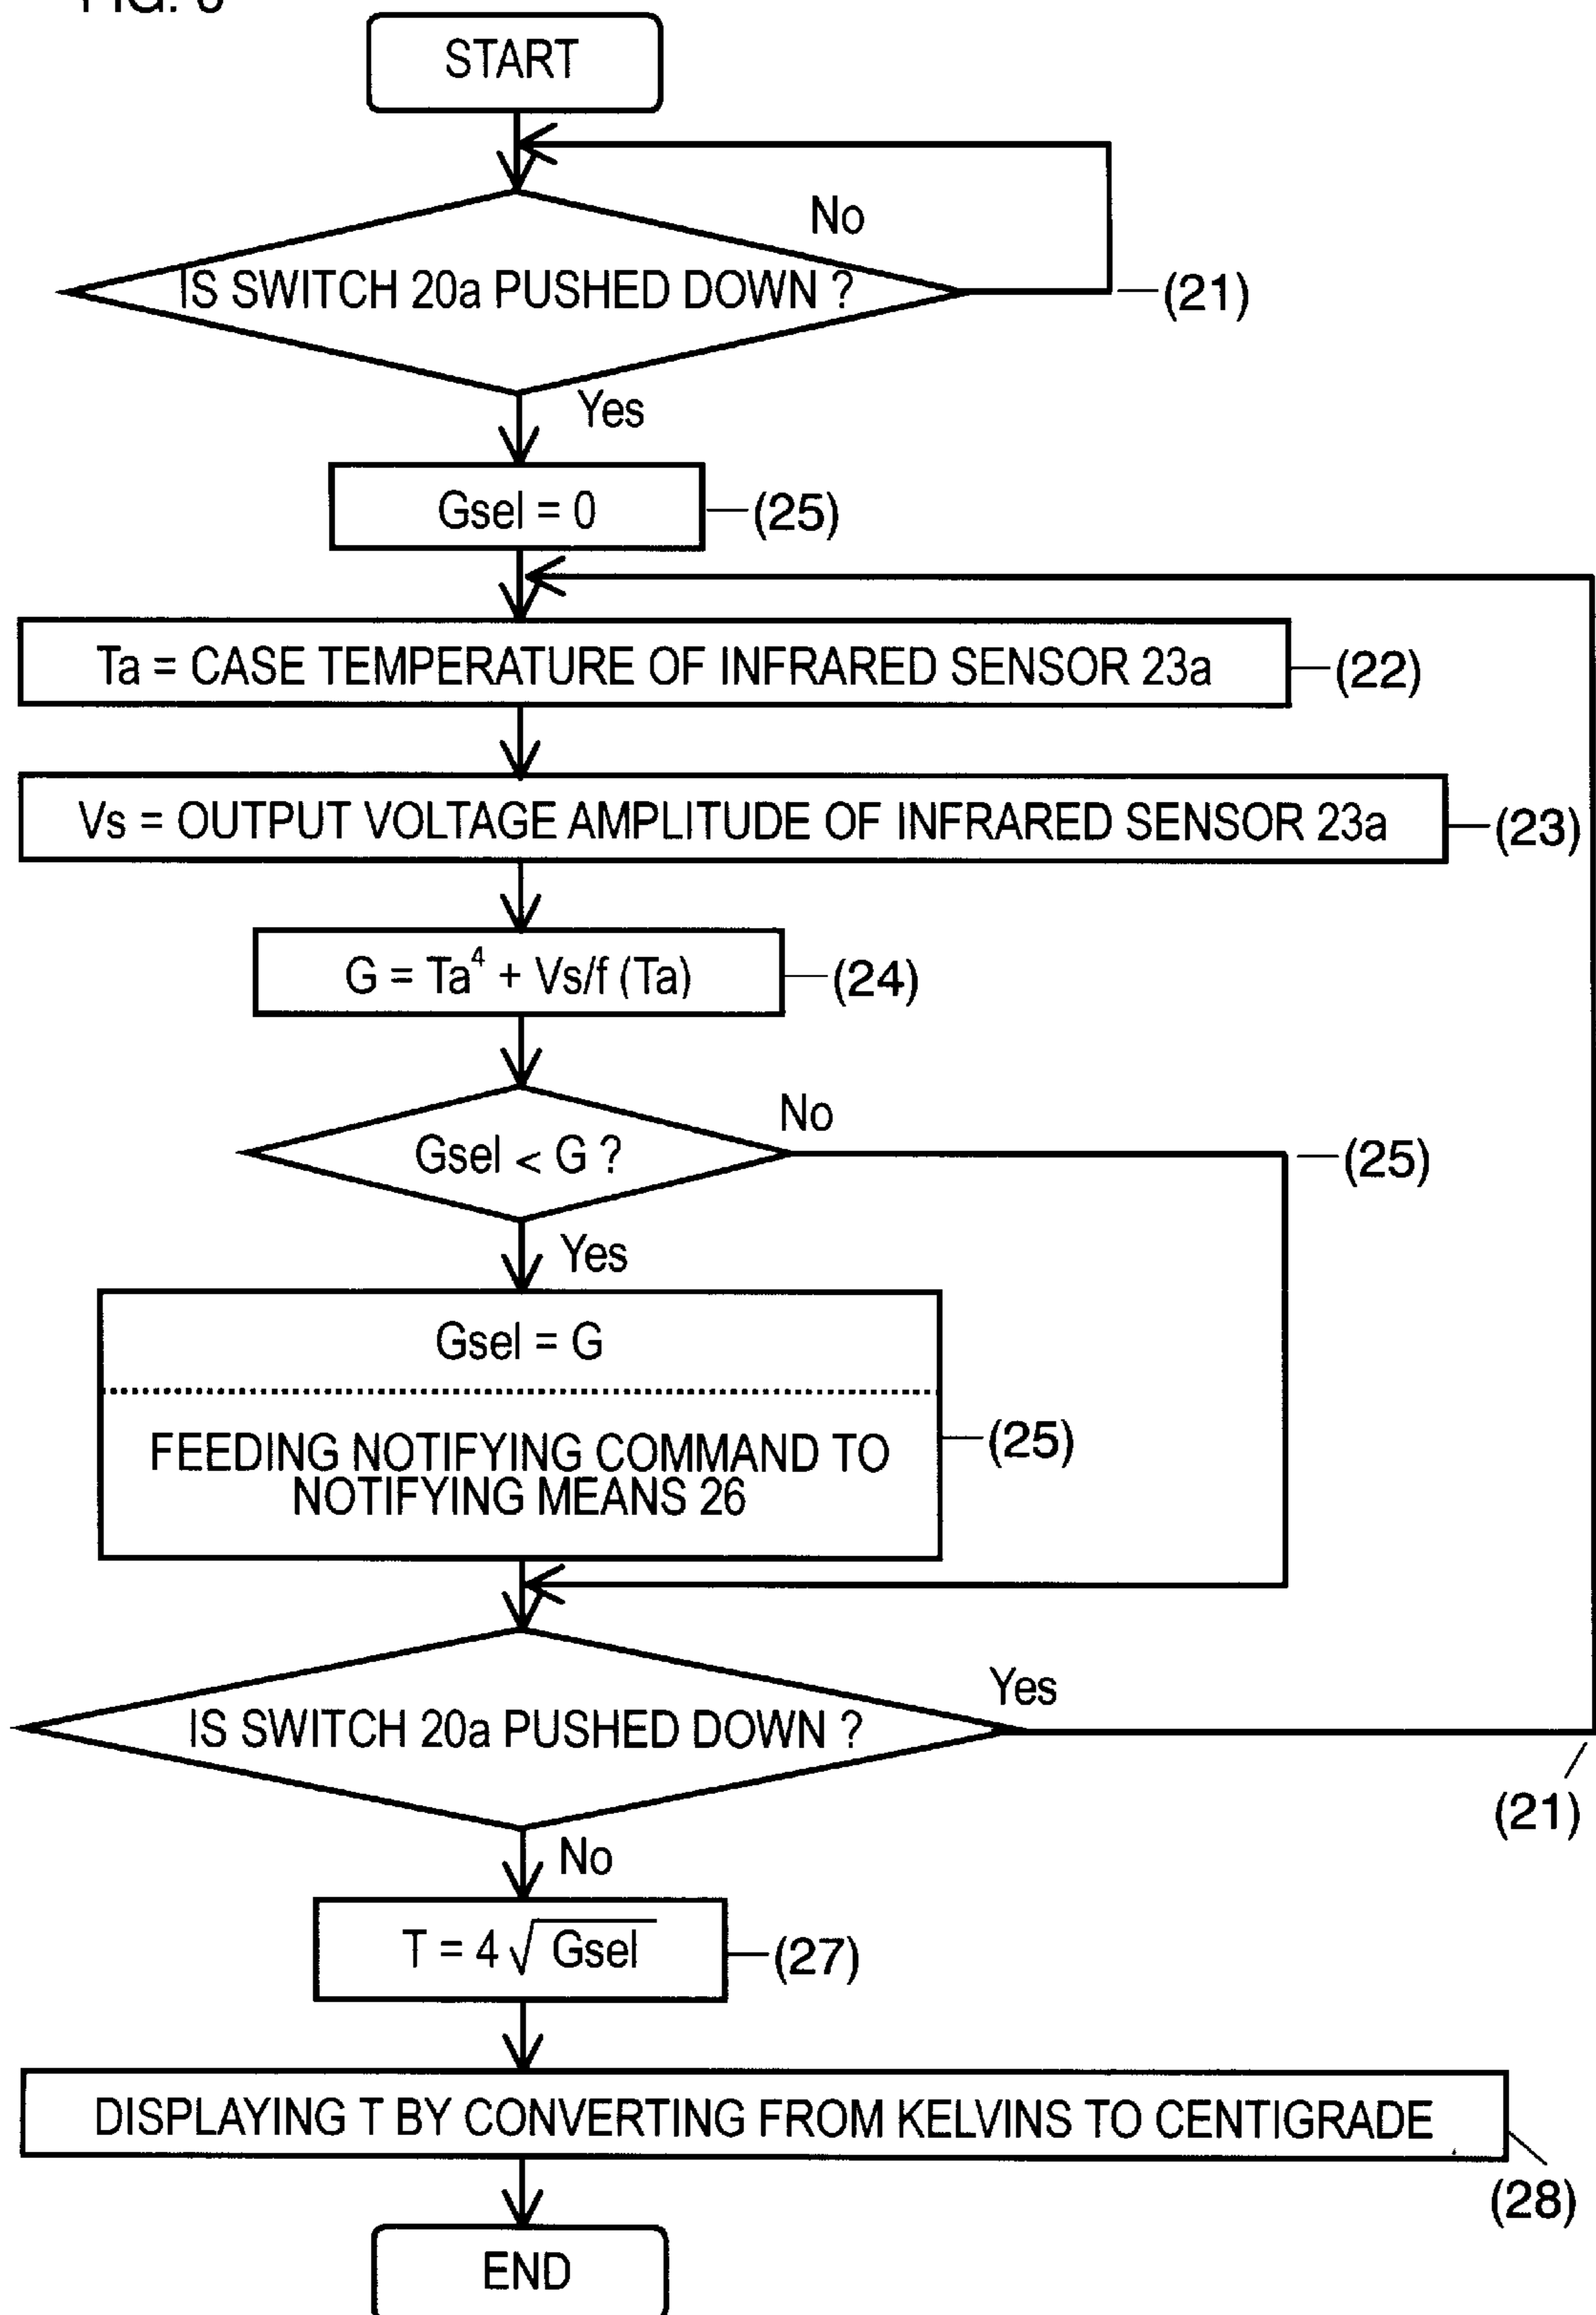 START
No
IS SWITCH 20a PUSHED DOWN ?
(21)
Yes
Gsel = 0
(25)
Ta = CASE TEMPERATURE OF INFRARED SENSOR 23a
(22)
Vs = OUTPUT VOLTAGE AMPLITUDE OF INFRARED SENSOR 23a
(23)
G = Ta⁴ + Vs/f (Ta)
(24)
No
Gsel < G ?
(25)
Yes
Gsel = G
FEEDING NOTIFYING COMMAND TO
NOTIFYING MEANS 26
(25)
Yes
IS SWITCH 20a PUSHED DOWN ?
(21)
No
T = 4 √Gsel
(27)
DISPLAYING T BY CONVERTING FROM KELVINS TO CENTIGRADE
(28)
END